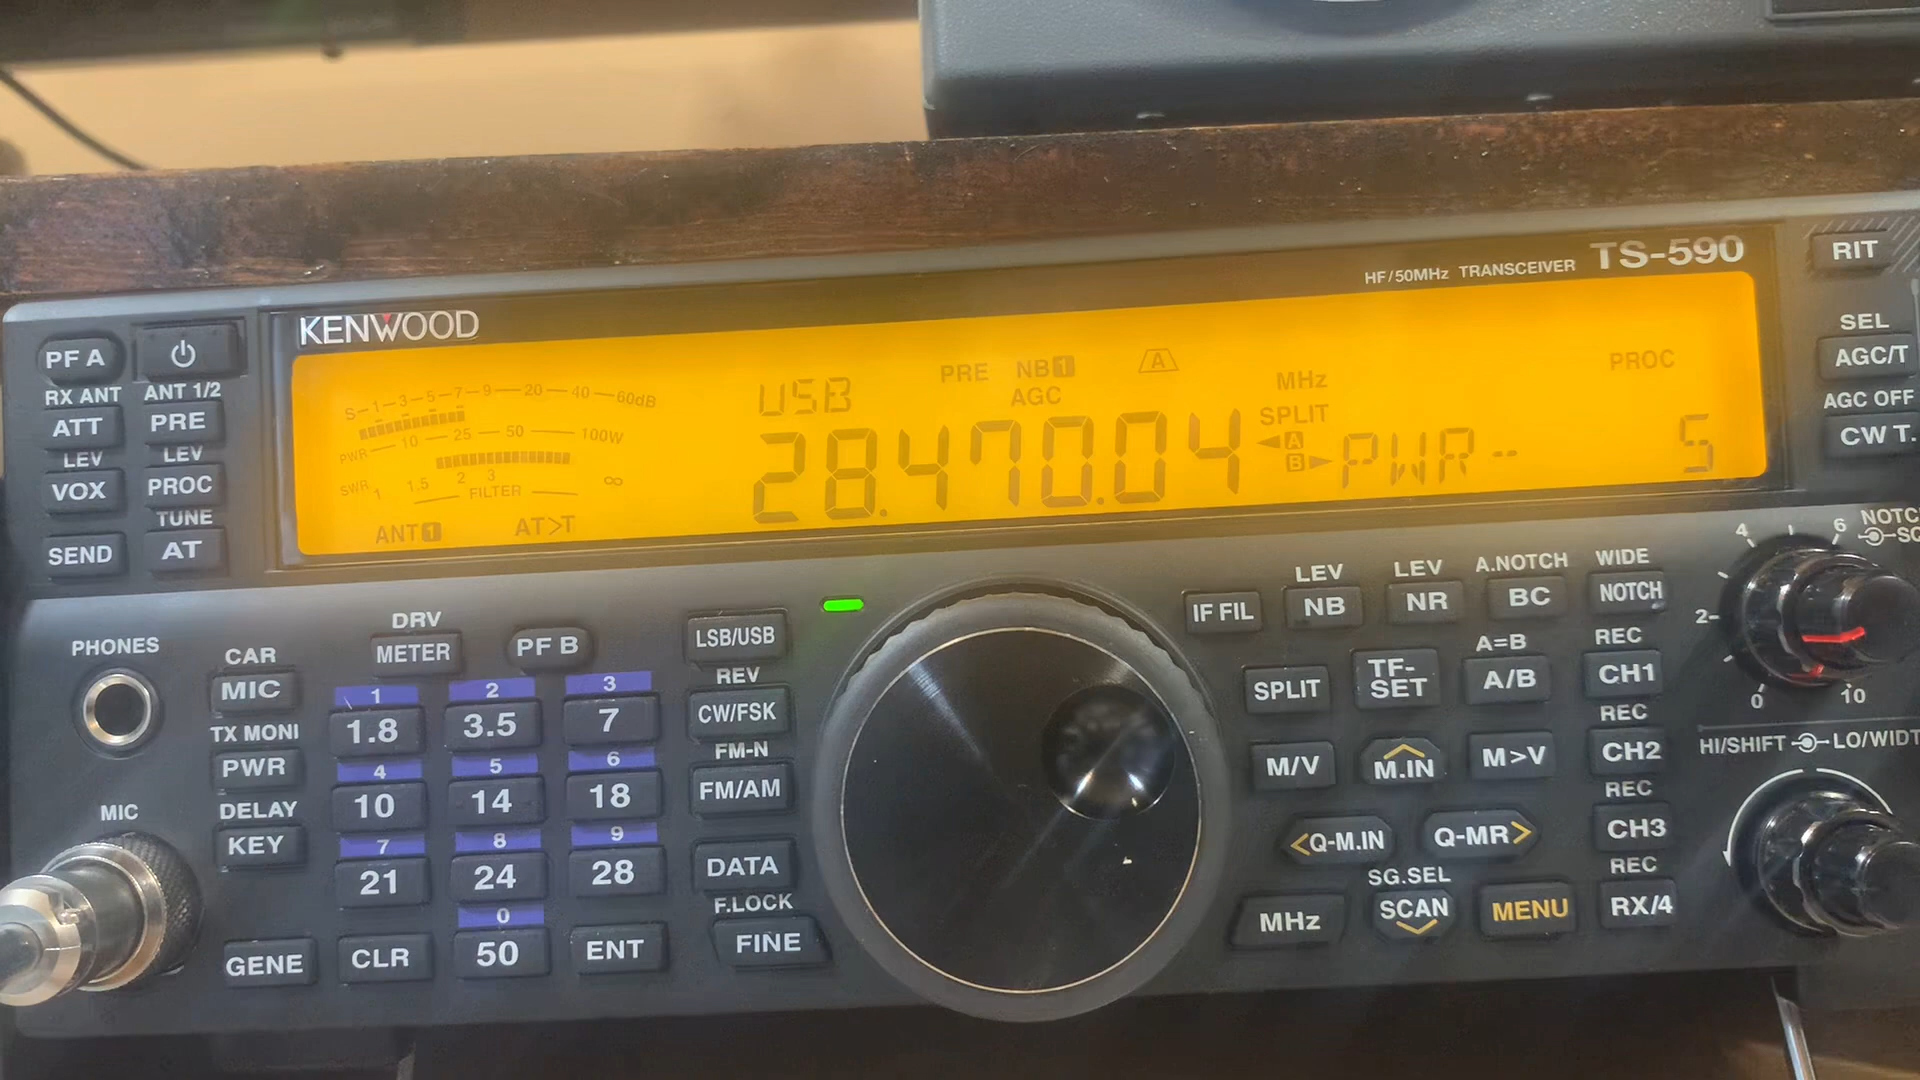 TS-590
HF/50MHz TRANSCEIVER
RIT
KENWOOD
PF A
RX ANT
ANT 1/2
ATT
PRE
LEV
LEV
VOX
PROC
TUNE
SEND
AT
S-1-3-5-7-9-20-40-60dB
PWR 10 25 50 100W
SWR 1 1.5 2 3 ∞
FILTER
ANT 1
AT>T
USB
PRE NB 1
AGC
A
MHz
SPLIT
28.470.04
A
B
PWR- 5
PROC
SEL
AGC/T
AGC OFF
CW T.
PHONES
CAR
MIC
TX MONI
PWR
DELAY
KEY
MIC
GENE
DRV
METER
PF B
1 2 3
1.8 3.5 7
4 5 6
10 14 18
7 8 9
21 24 28
0
CLR 50 ENT
LSB/USB
REV
CW/FSK
FM-N
FM/AM
DATA
F.LOCK
FINE
LEV LEV A.NOTCH WIDE
IF FIL NB NR BC NOTCH
A=B REC
SPLIT TF-SET A/B CH1
REC
M/V M.IN M>V CH2
REC
<Q-M.IN Q-MR> CH3
SG.SEL REC
MHz SCAN MENU RX/4
NOTC
SQ
4 6
2
0 10
HI/SHIFT LO/WIDT